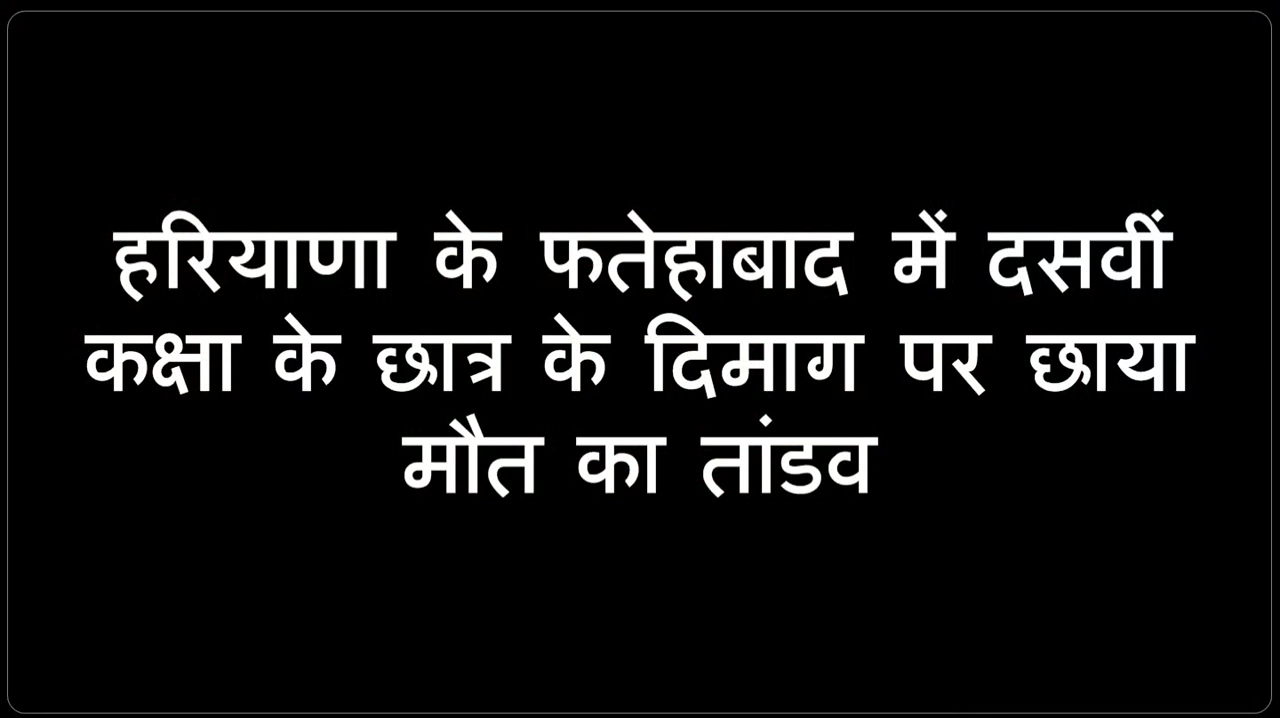 हरियाणा के फतेहाबाद में दसवीं
कक्षा के छात्र के दिमाग पर छाया
मौत का तांडव